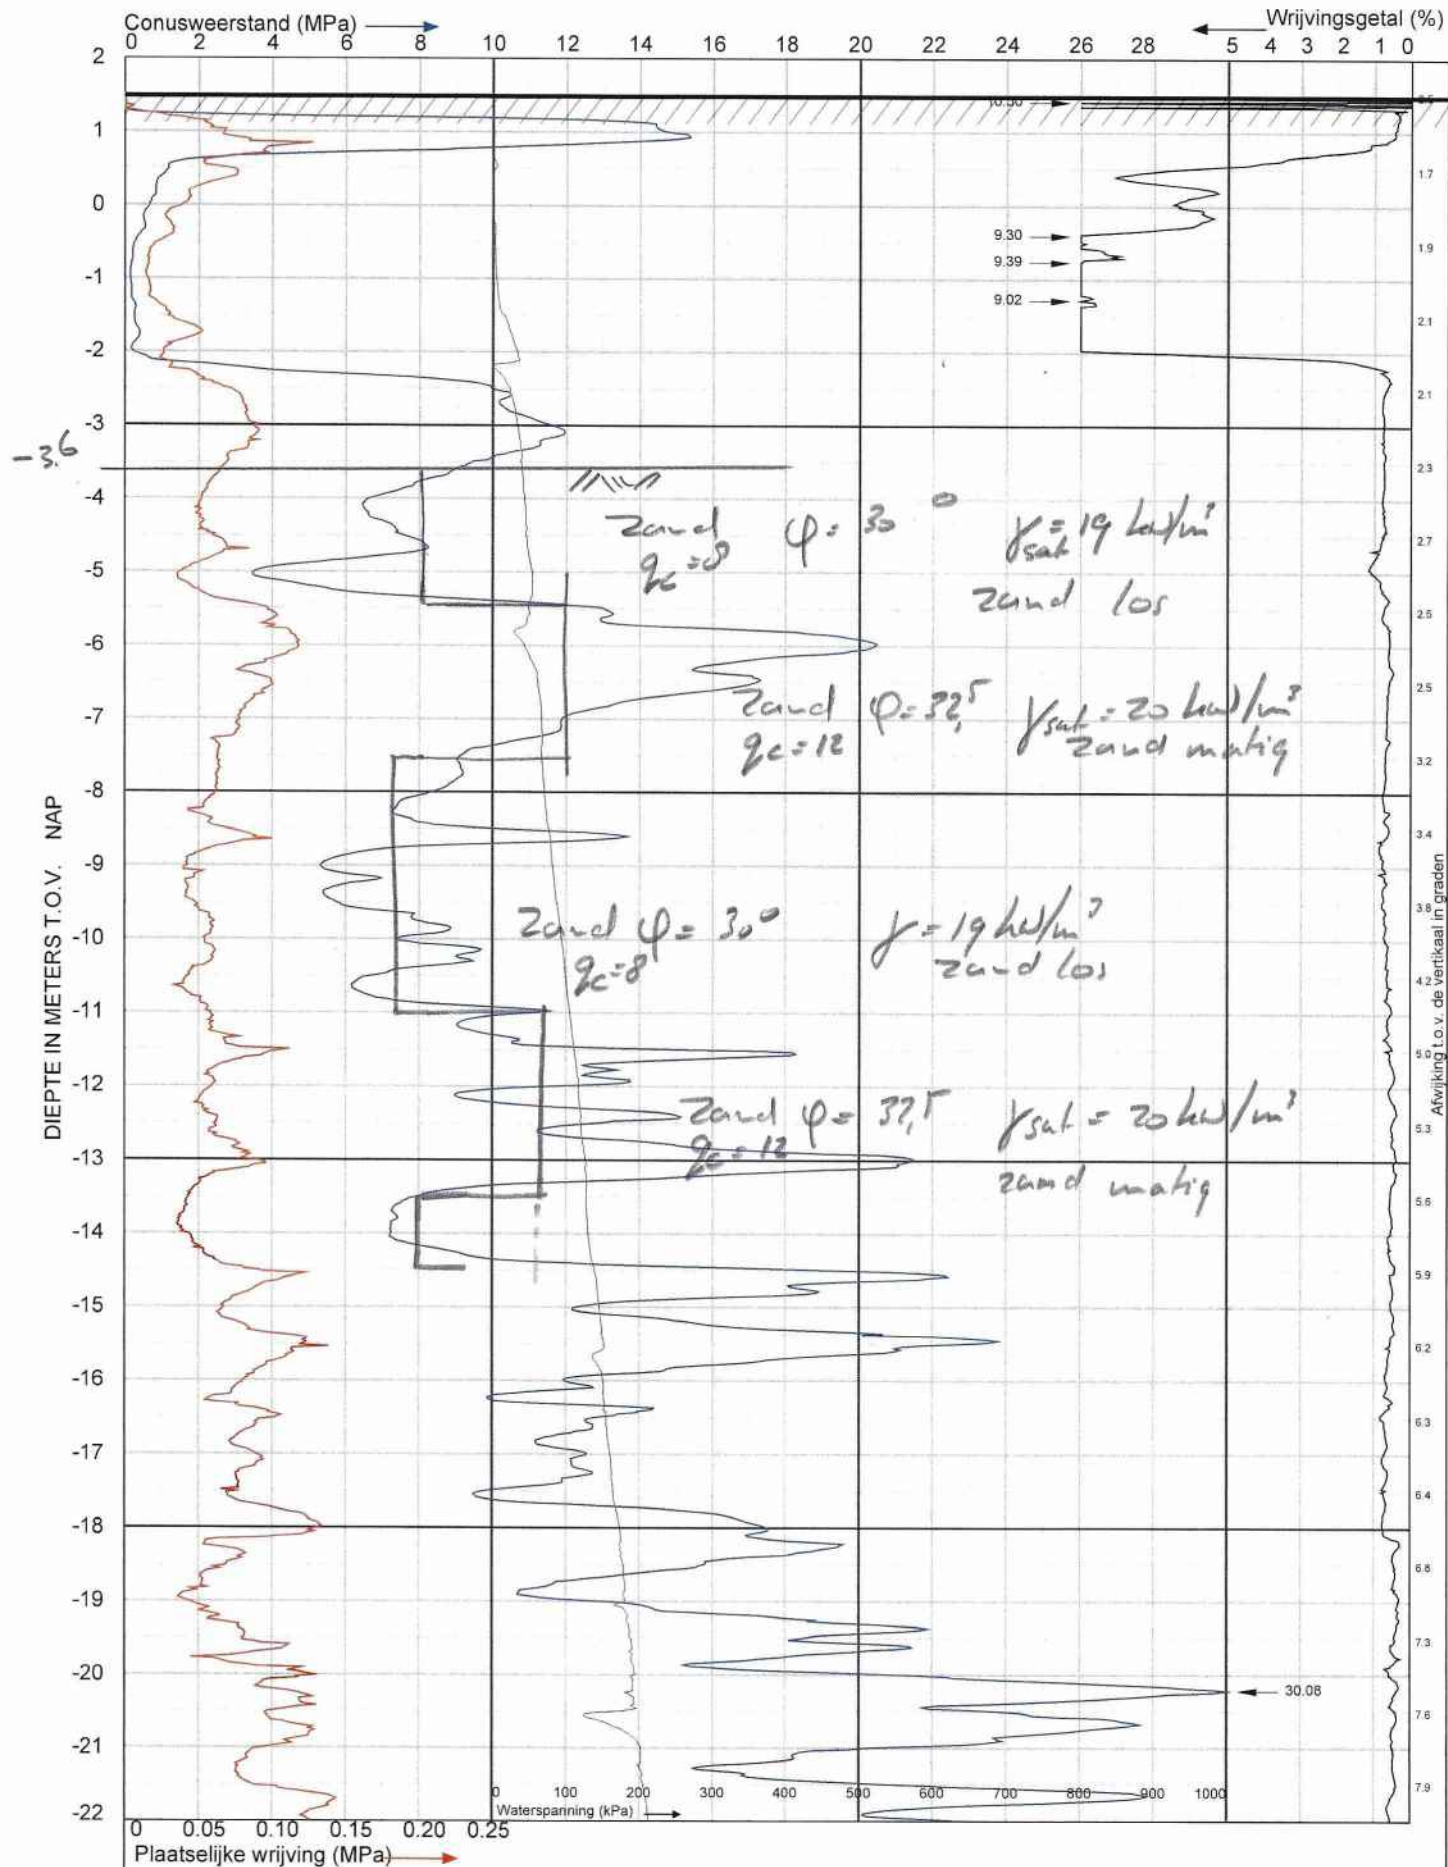 Conusweerstand (MPa)
Wrijvingsgetal (%)
0 2 4 6 8 10 12 14 16 18 20 22 24 26 28 5 4 3 2 1 0
2
1
0
-1
-2
-3
-3.6
-4
-5
-6
-7
-8
-9
-10
-11
-12
-13
-14
-15
-16
-17
-18
-19
-20
-21
-22
DIEPTE IN METERS T.O.V. NAP
9.30
9.39
9.02
30.08
zand φ = 30° γsat = 19 kN/m³
qc = 8
zand los
zand φ = 32,5 γsat = 20 kN/m³
qc = 12 zand matig
zand φ = 30° γ = 19 kN/m³
qc = 8 zand los
zand φ = 32,5 γsat = 20 kN/m³
qc = 12
zand matig
1.7
1.9
2.1
2.1
2.3
2.7
2.5
2.5
3.2
3.4
3.8
4.2
5.0
5.3
5.6
5.9
6.2
6.3
6.4
6.8
7.3
7.6
7.9
Afwijking t.o.v. de vertikaal in graden
0 100 200 300 400 500 600 700 800 900 1000
Waterspanning (kPa)
0 0.05 0.10 0.15 0.20 0.25
Plaatselijke wrijving (MPa)